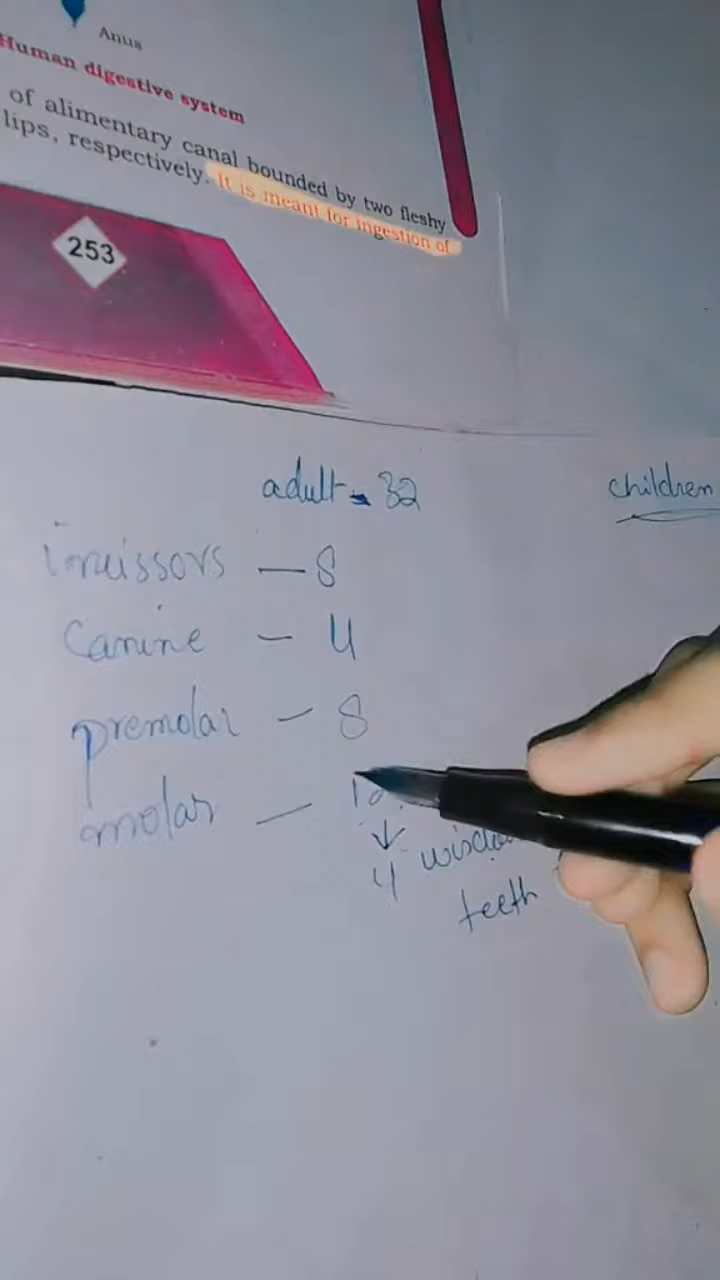 Anus
Human digestive system
of alimentary canal bounded by two fleshy
lips, respectively. It is meant for ingestion of
253
adult - 32
children
incissors — 8
Canine — 4
premolar — 8
molar —
4
teeth